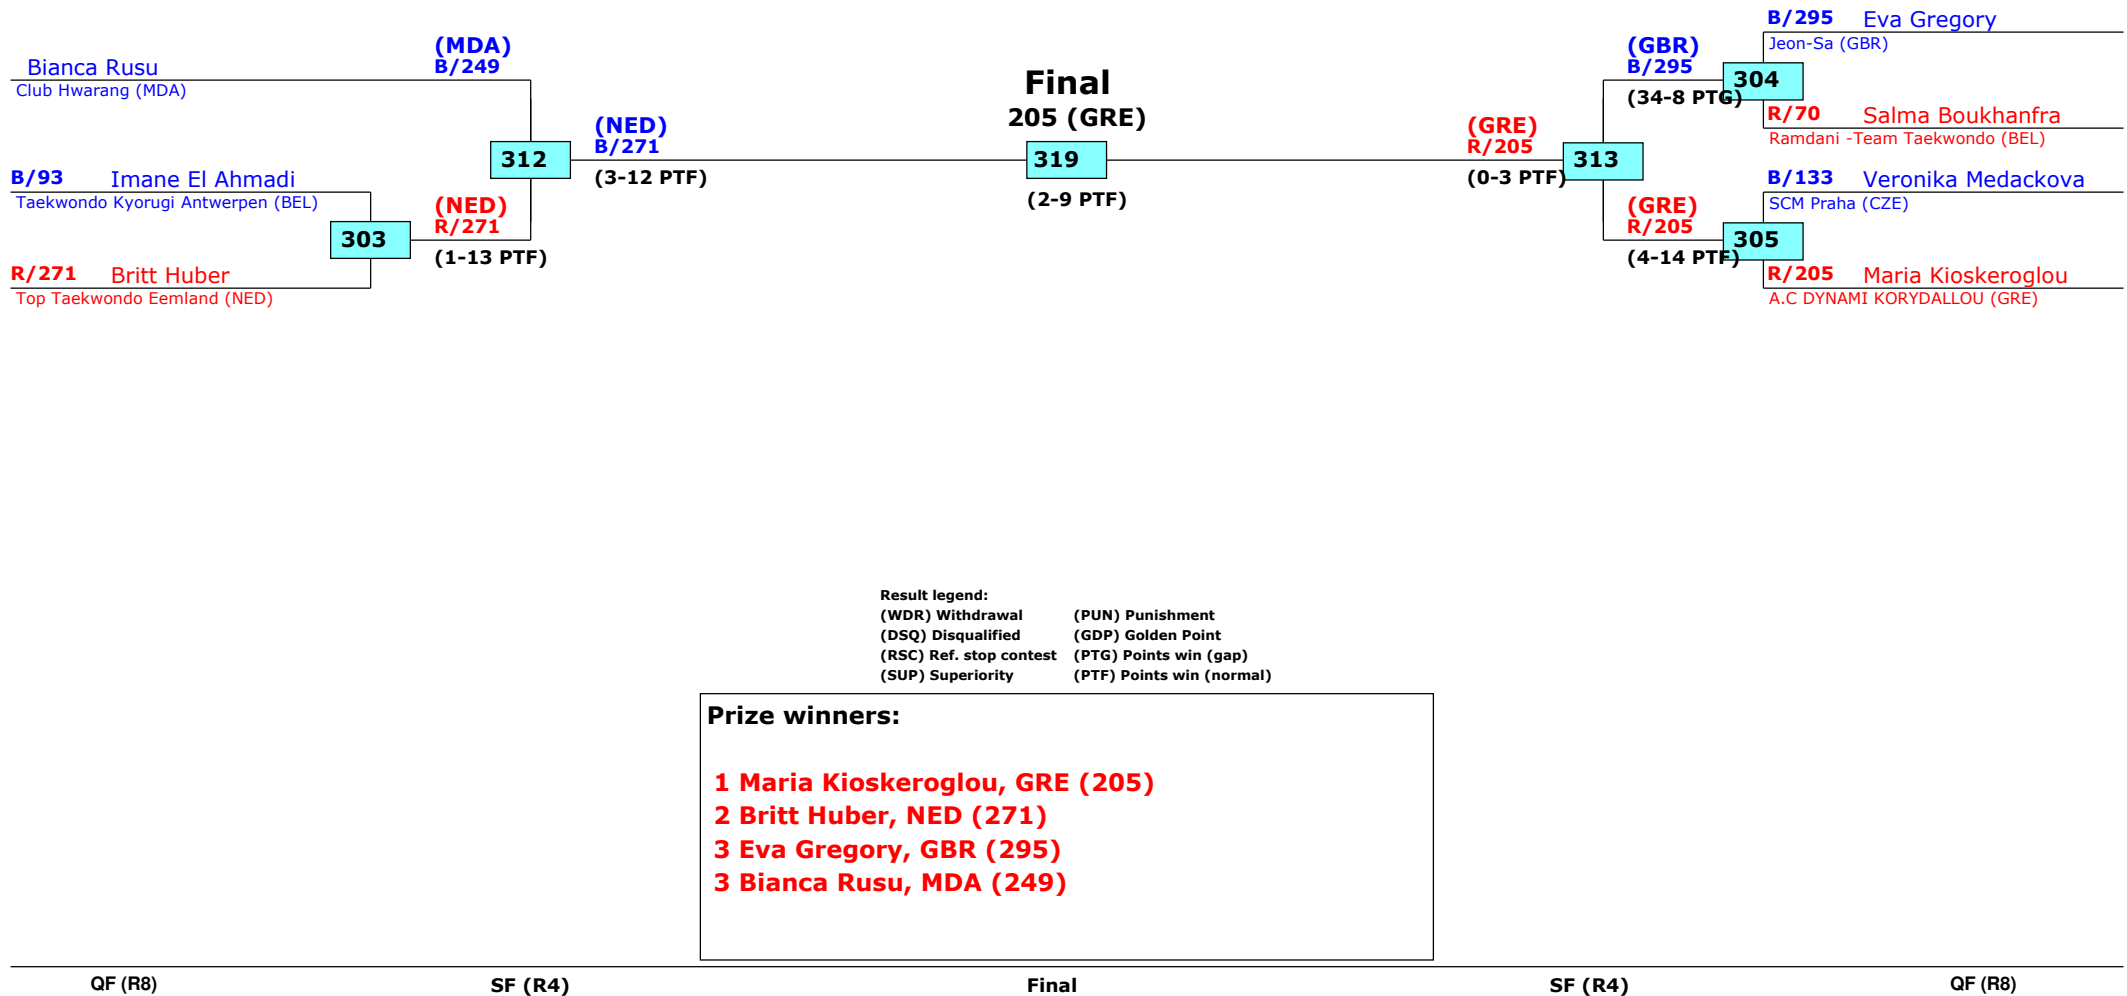 Bianca Rusu
Club Hwarang (MDA)
B/93 Imane El Ahmadi
Taekwondo Kyorugi Antwerpen (BEL)
R/271 Britt Huber
Top Taekwondo Eemland (NED)
303
(MDA)
B/249
(NED)
R/271
(1-13 PTF)
312
(NED)
B/271
(3-12 PTF)
Final
205 (GRE)
319
(2-9 PTF)
(GRE)
R/205
(0-3 PTF)
313
(GBR)
B/295
(34-8 PTG)
304
(GRE)
R/205
(4-14 PTF)
305
B/295 Eva Gregory
Jeon-Sa (GBR)
R/70 Salma Boukhanfra
Ramdani -Team Taekwondo (BEL)
B/133 Veronika Medackova
SCM Praha (CZE)
R/205 Maria Kioskeroglou
A.C DYNAMI KORYDALLOU (GRE)
Result legend:
(WDR) Withdrawal (PUN) Punishment
(DSQ) Disqualified (GDP) Golden Point
(RSC) Ref. stop contest (PTG) Points win (gap)
(SUP) Superiority (PTF) Points win (normal)
Prize winners:
1 Maria Kioskeroglou, GRE (205)
2 Britt Huber, NED (271)
3 Eva Gregory, GBR (295)
3 Bianca Rusu, MDA (249)
QF (R8) SF (R4) Final SF (R4) QF (R8)